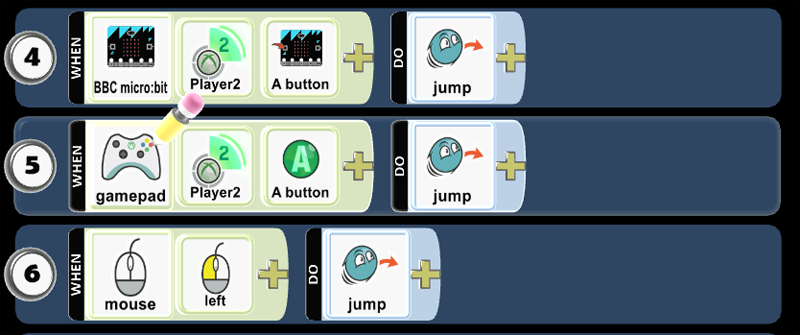 4 WHEN BBC micro:bit Player2 2 A button DO jump
5 WHEN gamepad Player2 2 A button A DO jump
6 WHEN mouse left DO jump